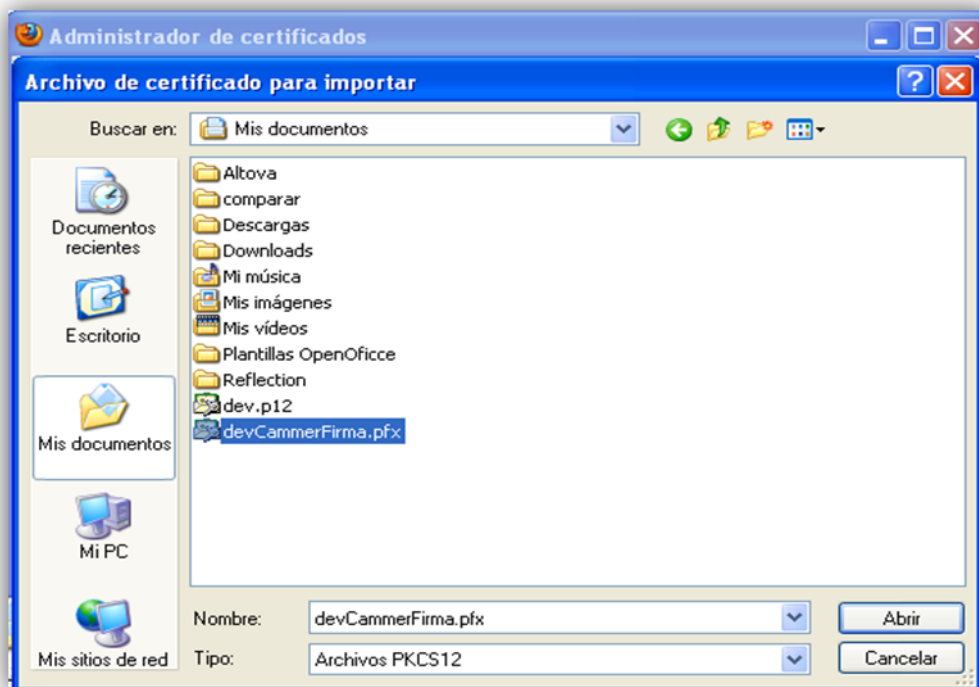 Administrador de certificados
Archivo de certificado para importar
Buscar en:
Mis documentos
Documentos
recientes
Escritorio
Mis documentos
Mi PC
Mis sitios de red
Altova
comparar
Descargas
Downloads
Mi música
Mis imágenes
Mis vídeos
Plantillas OpenOficce
Reflection
dev.p12
devCammerFirma.pfx
Nombre:
devCammerFirma.pfx
Abrir
Tipo:
Archivos PKCS12
Cancelar